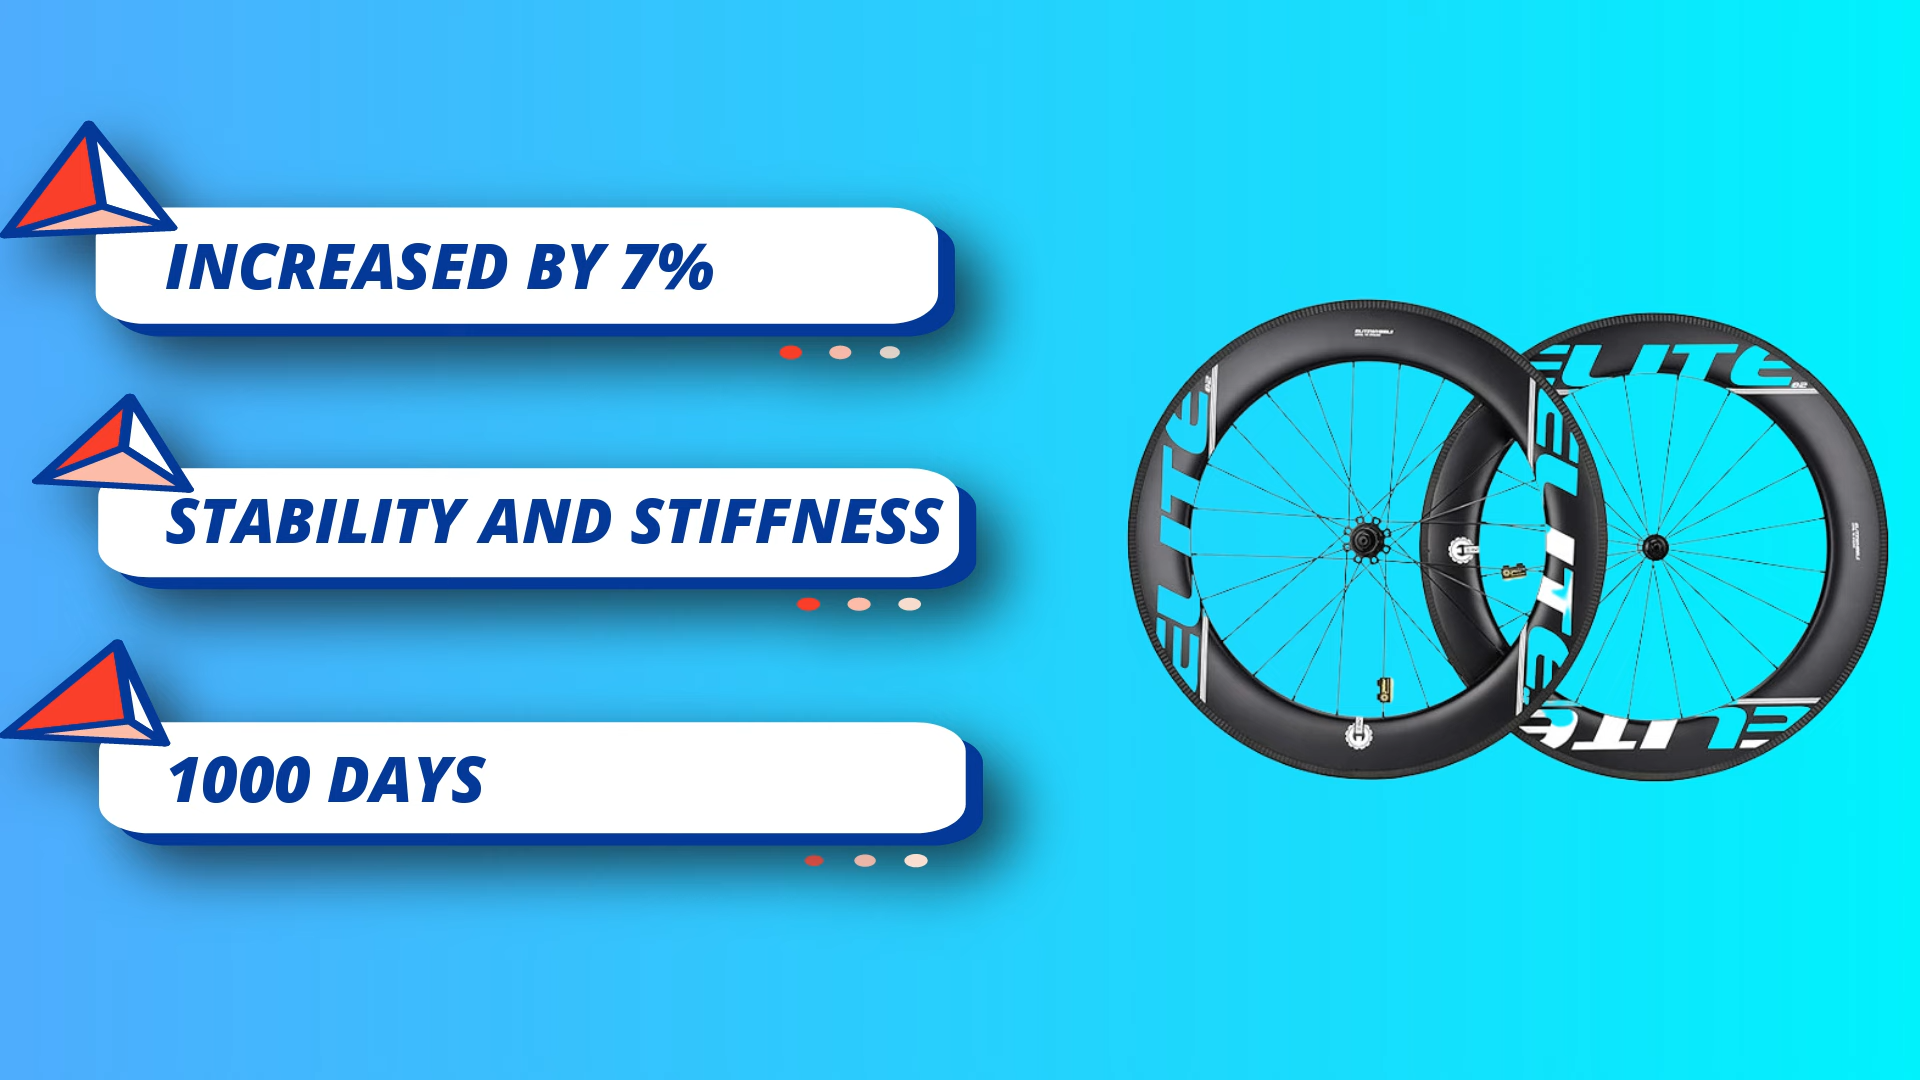 INCREASED BY 7%
STABILITY AND STIFFNESS
1000 DAYS
ELITE
ELITE
ELITE
ELITE